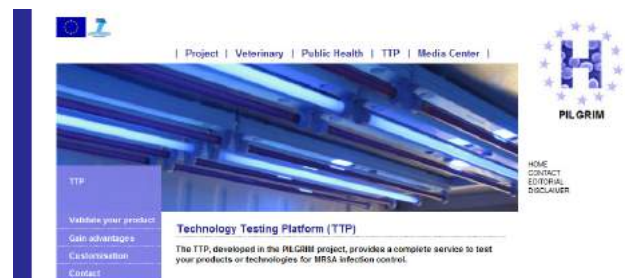 | Project | Veterinary | Public Health | TTP | Media Center |
PILGRIM
HOME
CONTACT
EDITORIAL
DISCLAIMER
TTP
Validate your product
Gain advantages
Customisation
Contact
Technology Testing Platform (TTP)
The TTP, developed in the PILGRIM project, provides a complete service to test
your products or technologies for MRSA infection control.